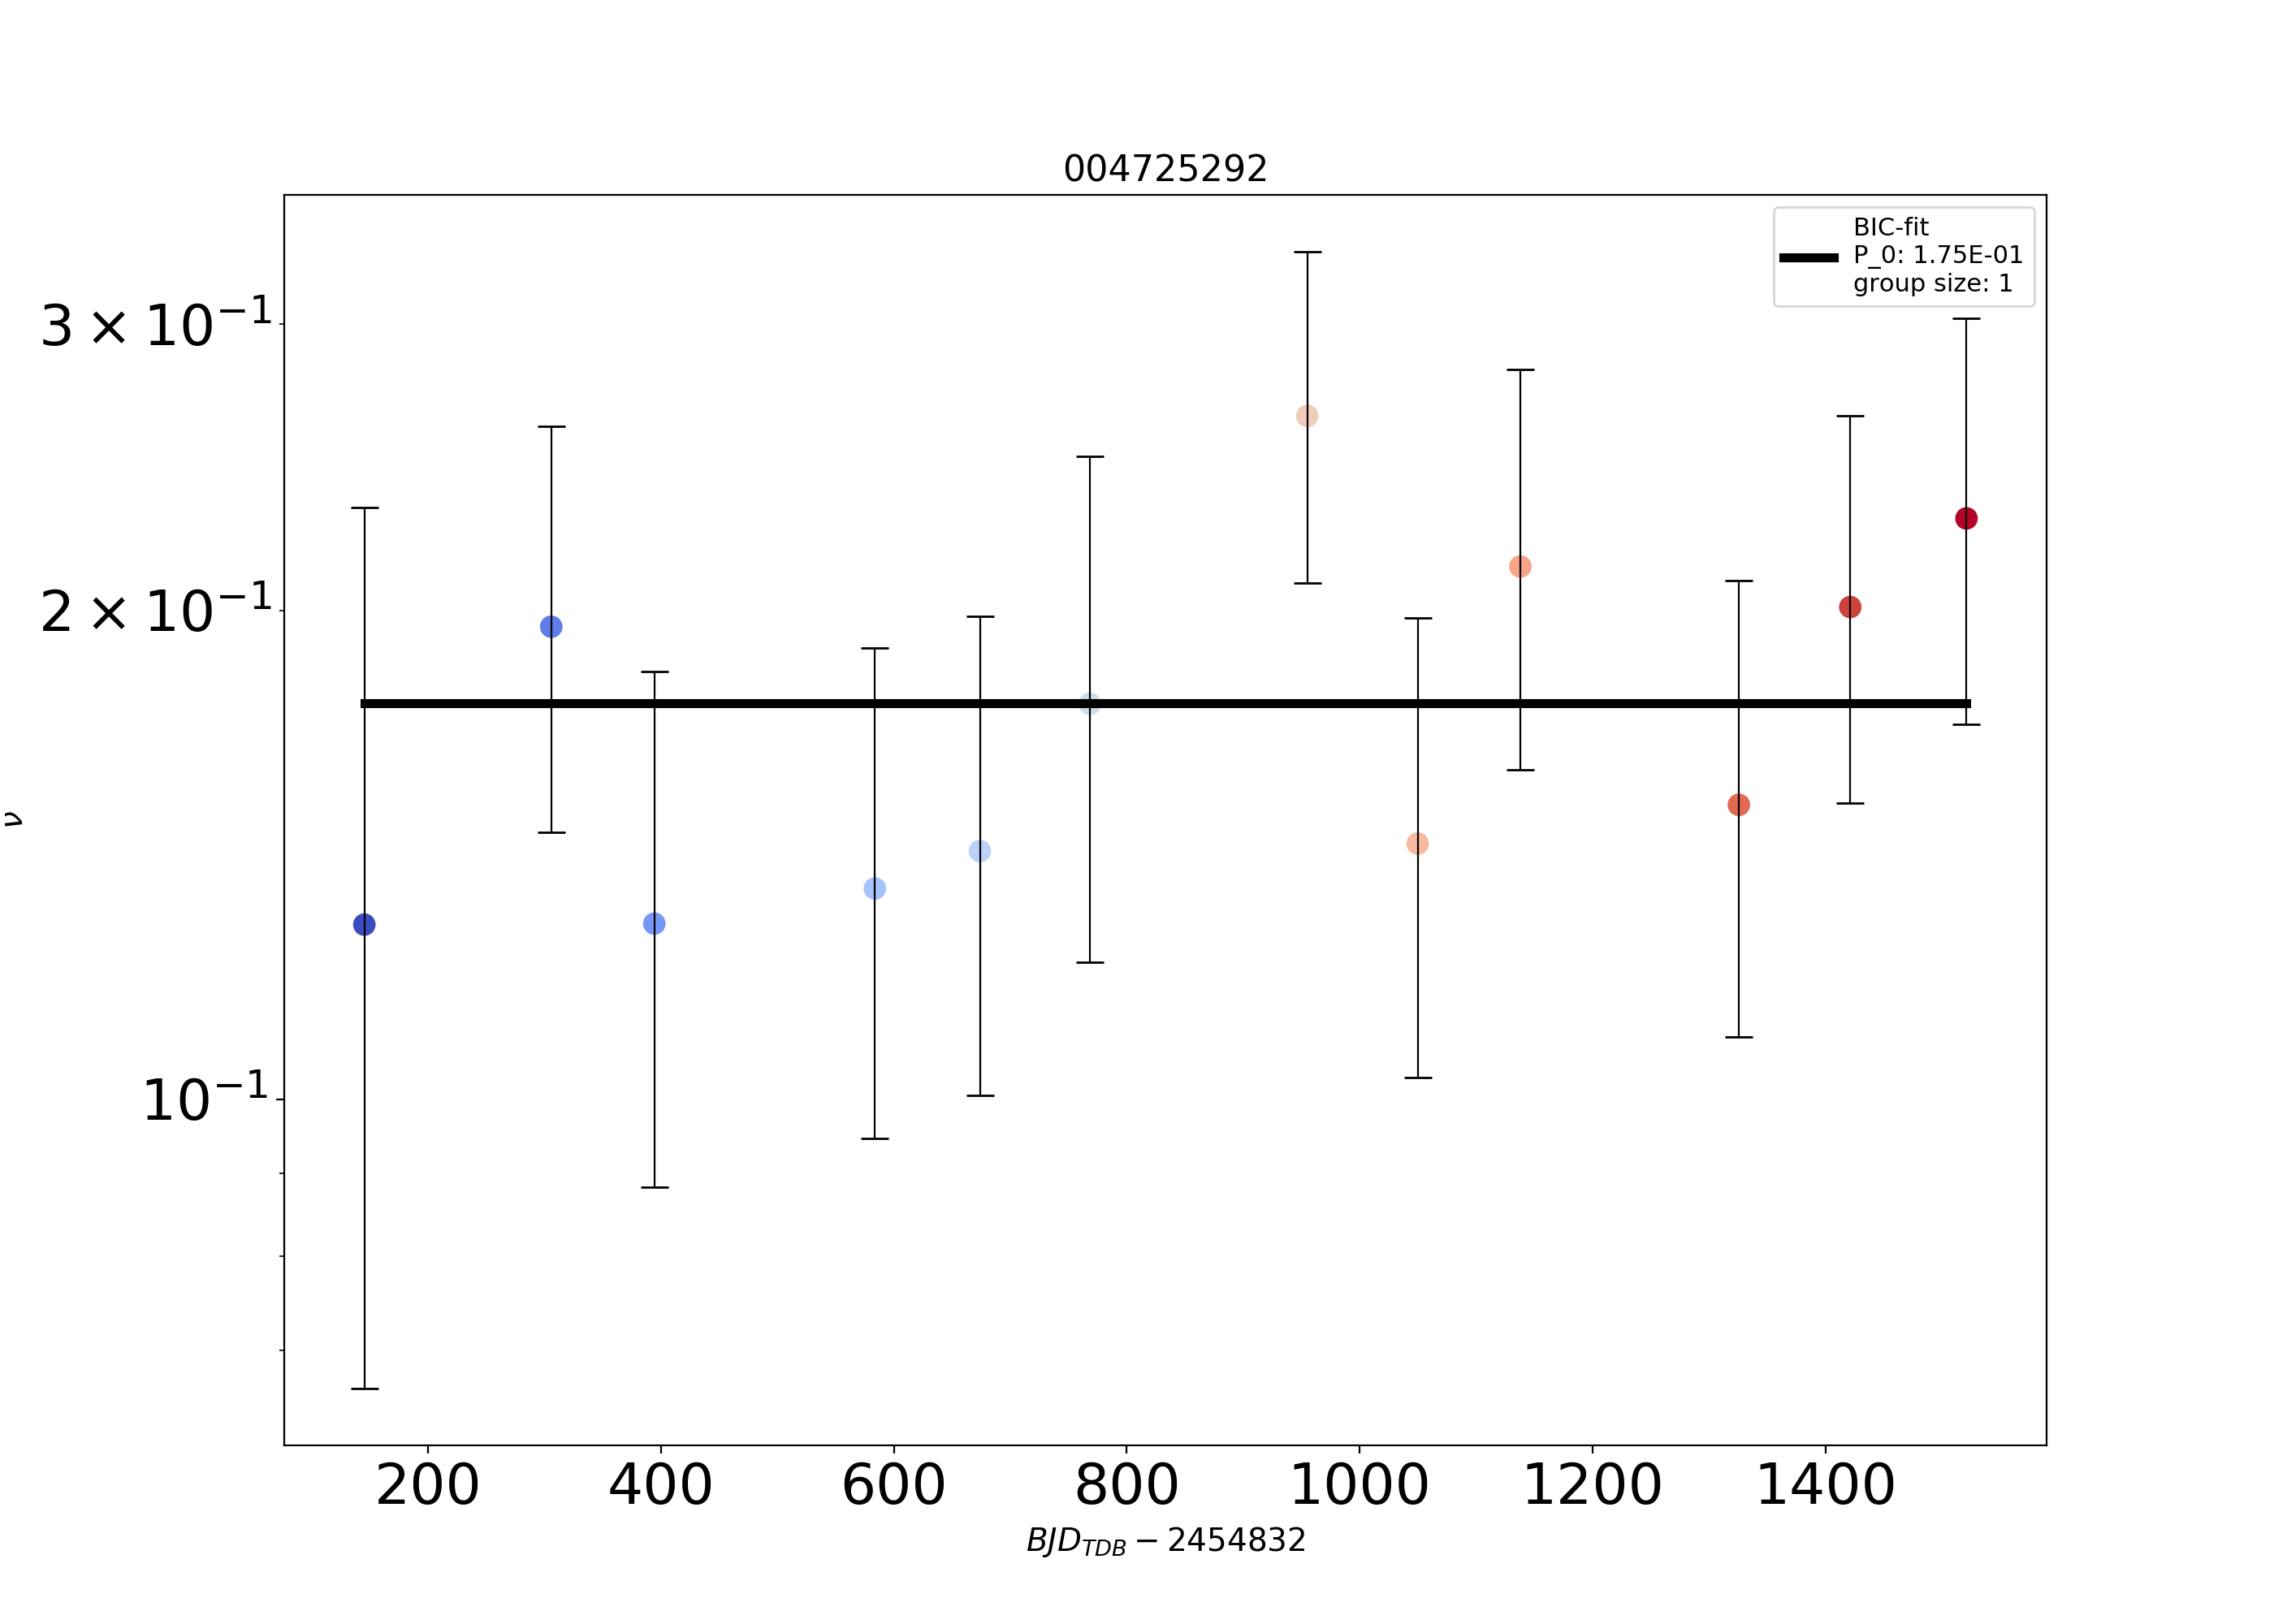 004725292
BIC-fit
P_0: 1.75E-01
group size: 1
3 × 10⁻¹
2 × 10⁻¹
10⁻¹
ν
200 400 600 800 1000 1200 1400
BJD_TDB − 2454832